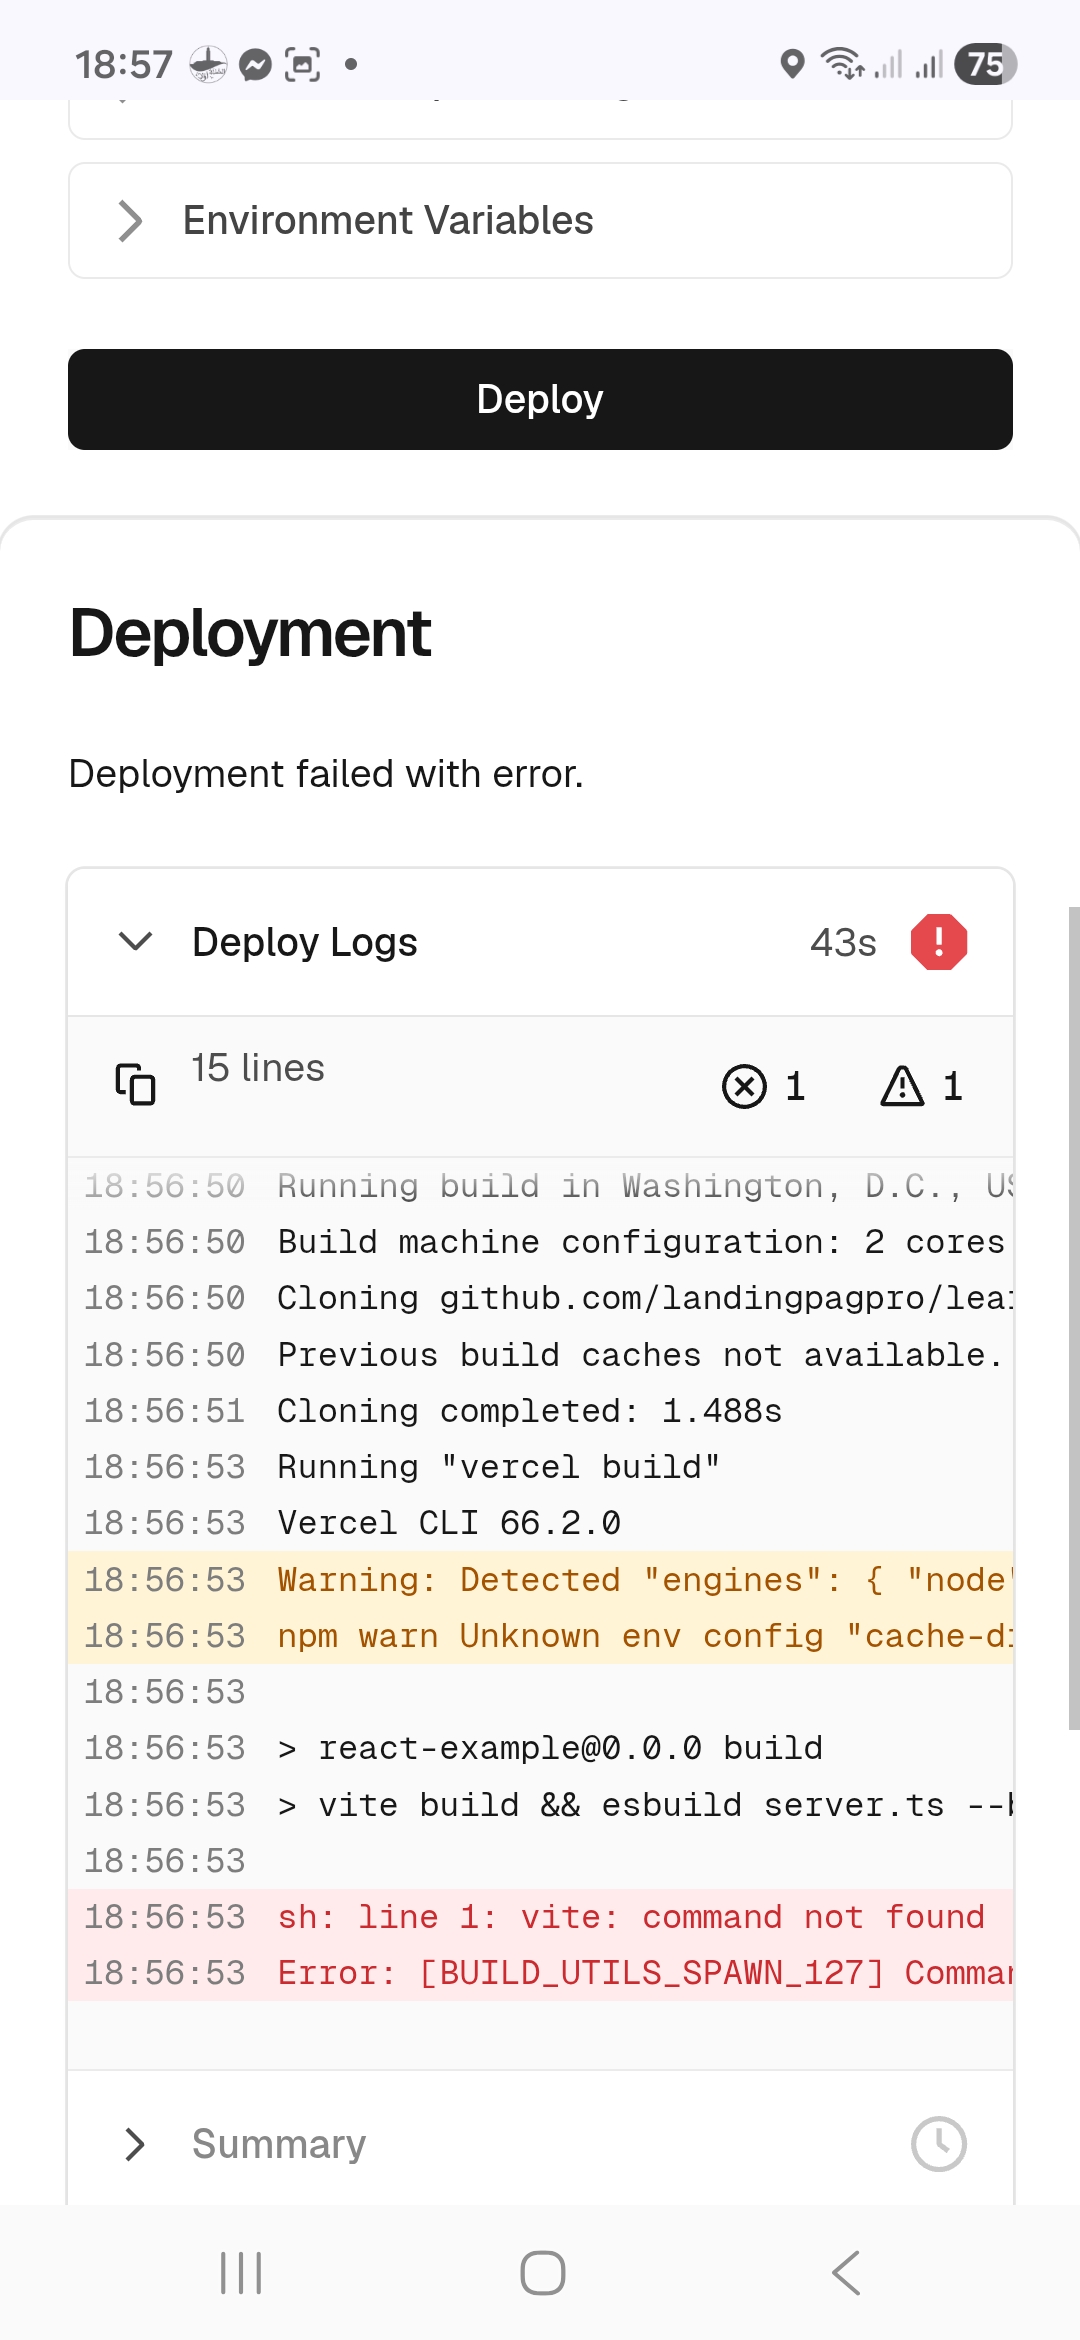 18:57
75
Environment Variables
Deploy
Deployment
Deployment failed with error.
Deploy Logs 43s
15 lines 1 1
18:56:50 Running build in Washington, D.C., US
18:56:50 Build machine configuration: 2 cores
18:56:50 Cloning github.com/landingpagpro/lear
18:56:50 Previous build caches not available.
18:56:51 Cloning completed: 1.488s
18:56:53 Running "vercel build"
18:56:53 Vercel CLI 66.2.0
18:56:53 Warning: Detected "engines": { "node"
18:56:53 npm warn Unknown env config "cache-di
18:56:53
18:56:53 > react-example@0.0.0 build
18:56:53 > vite build && esbuild server.ts --b
18:56:53
18:56:53 sh: line 1: vite: command not found
18:56:53 Error: [BUILD_UTILS_SPAWN_127] Comman
Summary